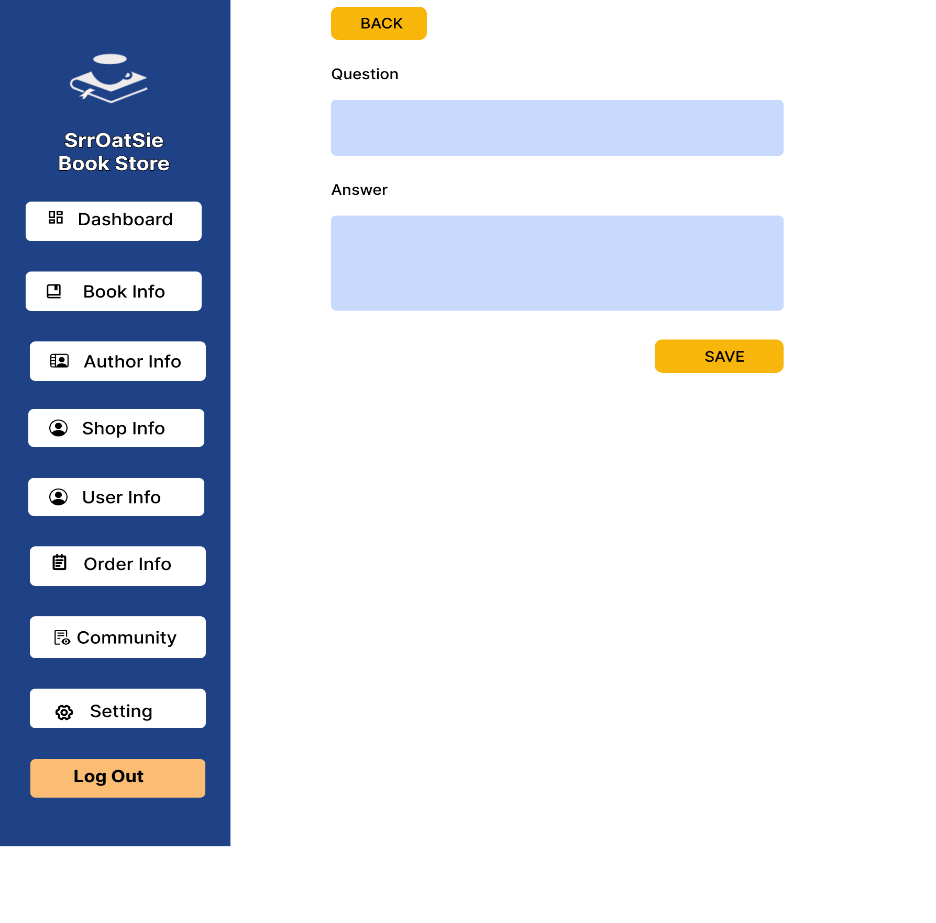 SrrOatSie
Book Store
Dashboard
Book Info
Author Info
Shop Info
User Info
Order Info
Community
Setting
Log Out
BACK
Question
Answer
SAVE